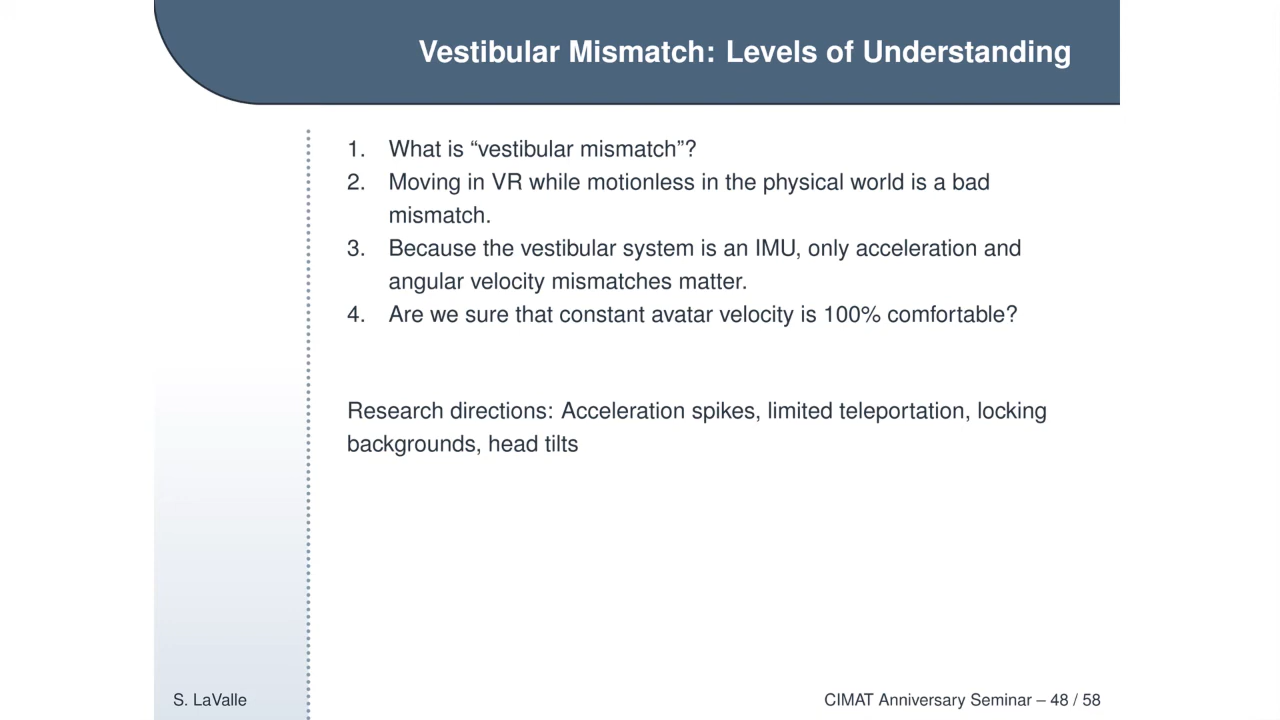 Vestibular Mismatch: Levels of Understanding
1. What is “vestibular mismatch”?
2. Moving in VR while motionless in the physical world is a bad
mismatch.
3. Because the vestibular system is an IMU, only acceleration and
angular velocity mismatches matter.
4. Are we sure that constant avatar velocity is 100% comfortable?
Research directions: Acceleration spikes, limited teleportation, locking
backgrounds, head tilts
S. LaValle
CIMAT Anniversary Seminar – 48 / 58